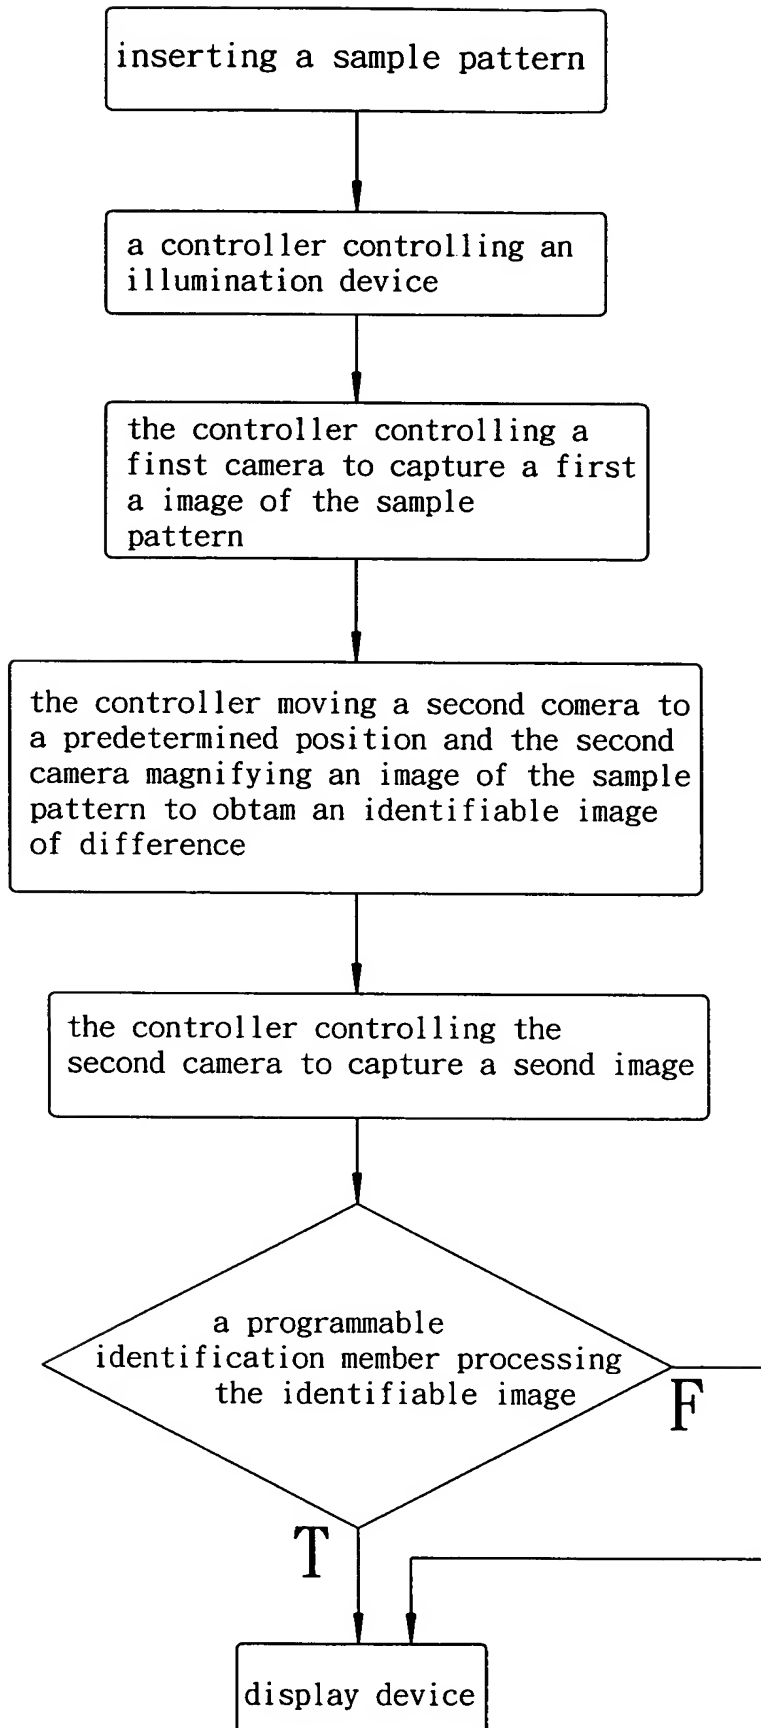 inserting a sample pattern
a controller controlling an
illumination device
the controller controlling a
finst camera to capture a first
a image of the sample
pattern
the controller moving a second comera to
a predetermined position and the second
camera magnifying an image of the sample
pattern to obtam an identifiable image
of difference
the controller controlling the
second camera to capture a seond image
a programmable
identification member processing
the identifiable image
F
T
display device